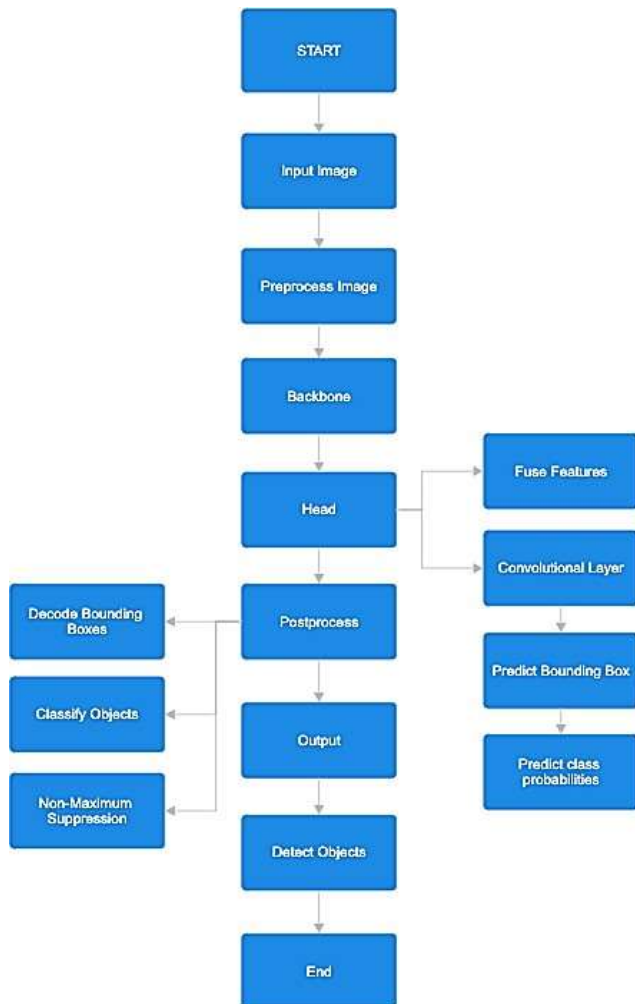 START
Input Image
Preprocess Image
Backbone
Head
Fuse Features
Convolutional Layer
Predict Bounding Box
Predict class
probabilities
Postprocess
Decode Bounding
Boxes
Classify Objects
Non-Maximum
Suppression
Output
Detect Objects
End